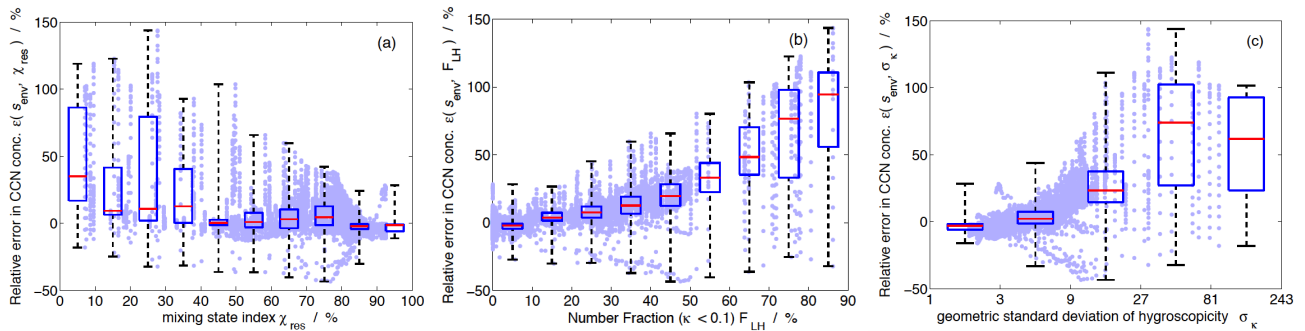 Relative error in CCN conc. ε( s_env, χ_res ) / %
(a)
150
100
50
0
−50
0 10 20 30 40 50 60 70 80 90 100
mixing state index χ_res / %
Relative error in CCN conc. ε( s_env, F_LH ) / %
(b)
150
100
50
0
−50
0 10 20 30 40 50 60 70 80 90
Number Fraction (κ < 0.1) F_LH / %
Relative error in CCN conc. ε( s_env, σ_κ ) / %
(c)
150
100
50
0
−50
1 3 9 27 81 243
geometric standard deviation of hygroscopicity σ_κ